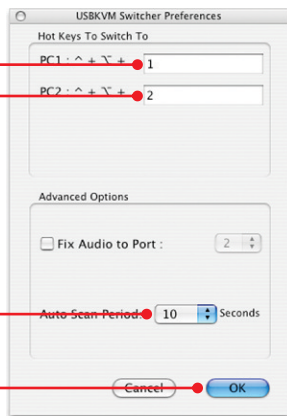 USBKVM Switcher Preferences
Hot Keys To Switch To
PC1 : ^ + ⌥ + 1
PC2 : ^ + ⌥ + 2
Advanced Options
Fix Audio to Port : 2
Auto Scan Period: 10 Seconds
Cancel OK